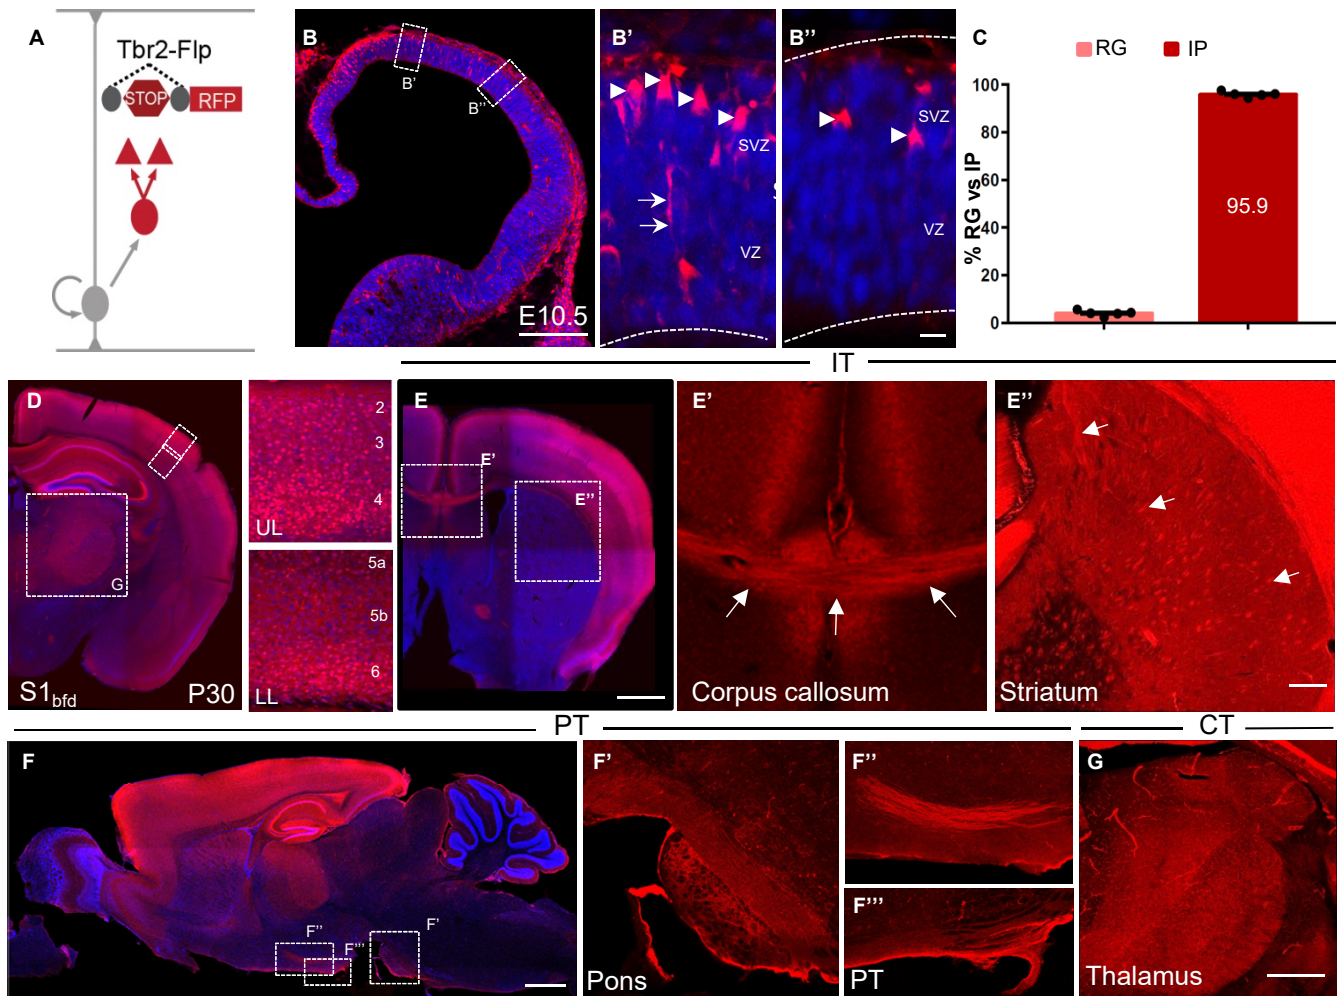 A
Tbr2-Flp
STOP
RFP
B
B'
B''
E10.5
B'
SVZ
VZ
B''
SVZ
VZ
C
RG
IP
% RG vs IP
100
80
60
40
20
0
95.9
IT
D
G
S1bfd
P30
2
3
4
UL
5a
5b
6
LL
E
E'
E''
E'
Corpus callosum
E''
Striatum
PT
CT
F
F''
F'''
F'
F'
Pons
F''
F'''
PT
G
Thalamus